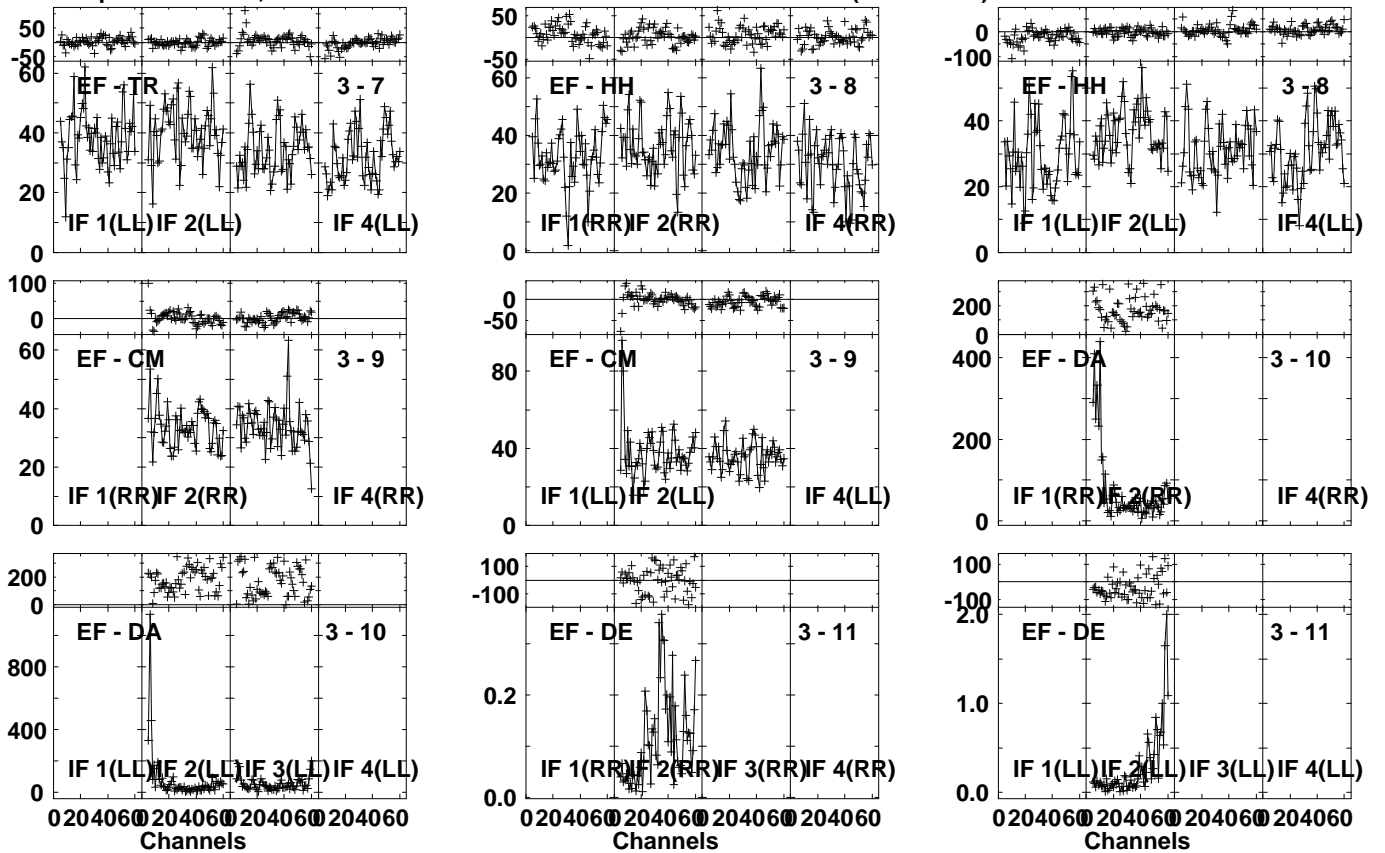 50 50 0
-50 -50 -100
60 EF - TR 3 - 7 60 EF - HH 3 - 8 60 EF - HH 3 - 8
40 40 40
20 20 20
IF 1(LL) IF 2(LL) IF 4(LL) IF 1(RR) IF 2(RR) IF 4(RR) IF 1(LL) IF 2(LL) IF 4(LL)
0 0 0
100 0 200
0 -50 0
60 EF - CM 3 - 9 80 EF - CM 3 - 9 400 EF - DA 3 - 10
40 40 200
20
IF 1(RR) IF 2(RR) IF 4(RR) IF 1(LL) IF 2(LL) IF 4(LL) IF 1(RR) IF 2(RR) IF 4(RR)
0 0 0
200 100 100
0 -100 -100
EF - DA 3 - 10 EF - DE 3 - 11 2.0 EF - DE 3 - 11
800 0.2 1.0
400
IF 1(LL) IF 2(LL) IF 3(LL) IF 4(LL) IF 1(RR) IF 2(RR) IF 3(RR) IF 4(RR) IF 1(LL) IF 2(LL) IF 3(LL) IF 4(LL)
0 0.0 0.0
0 20 40 60 0 20 40 60 0 20 40 60 0 20 40 60 0 20 40 60 0 20 40 60 0 20 40 60 0 20 40 60 0 20 40 60 0 20 40 60 0 20 40 60 0 20 40 60
Channels Channels Channels